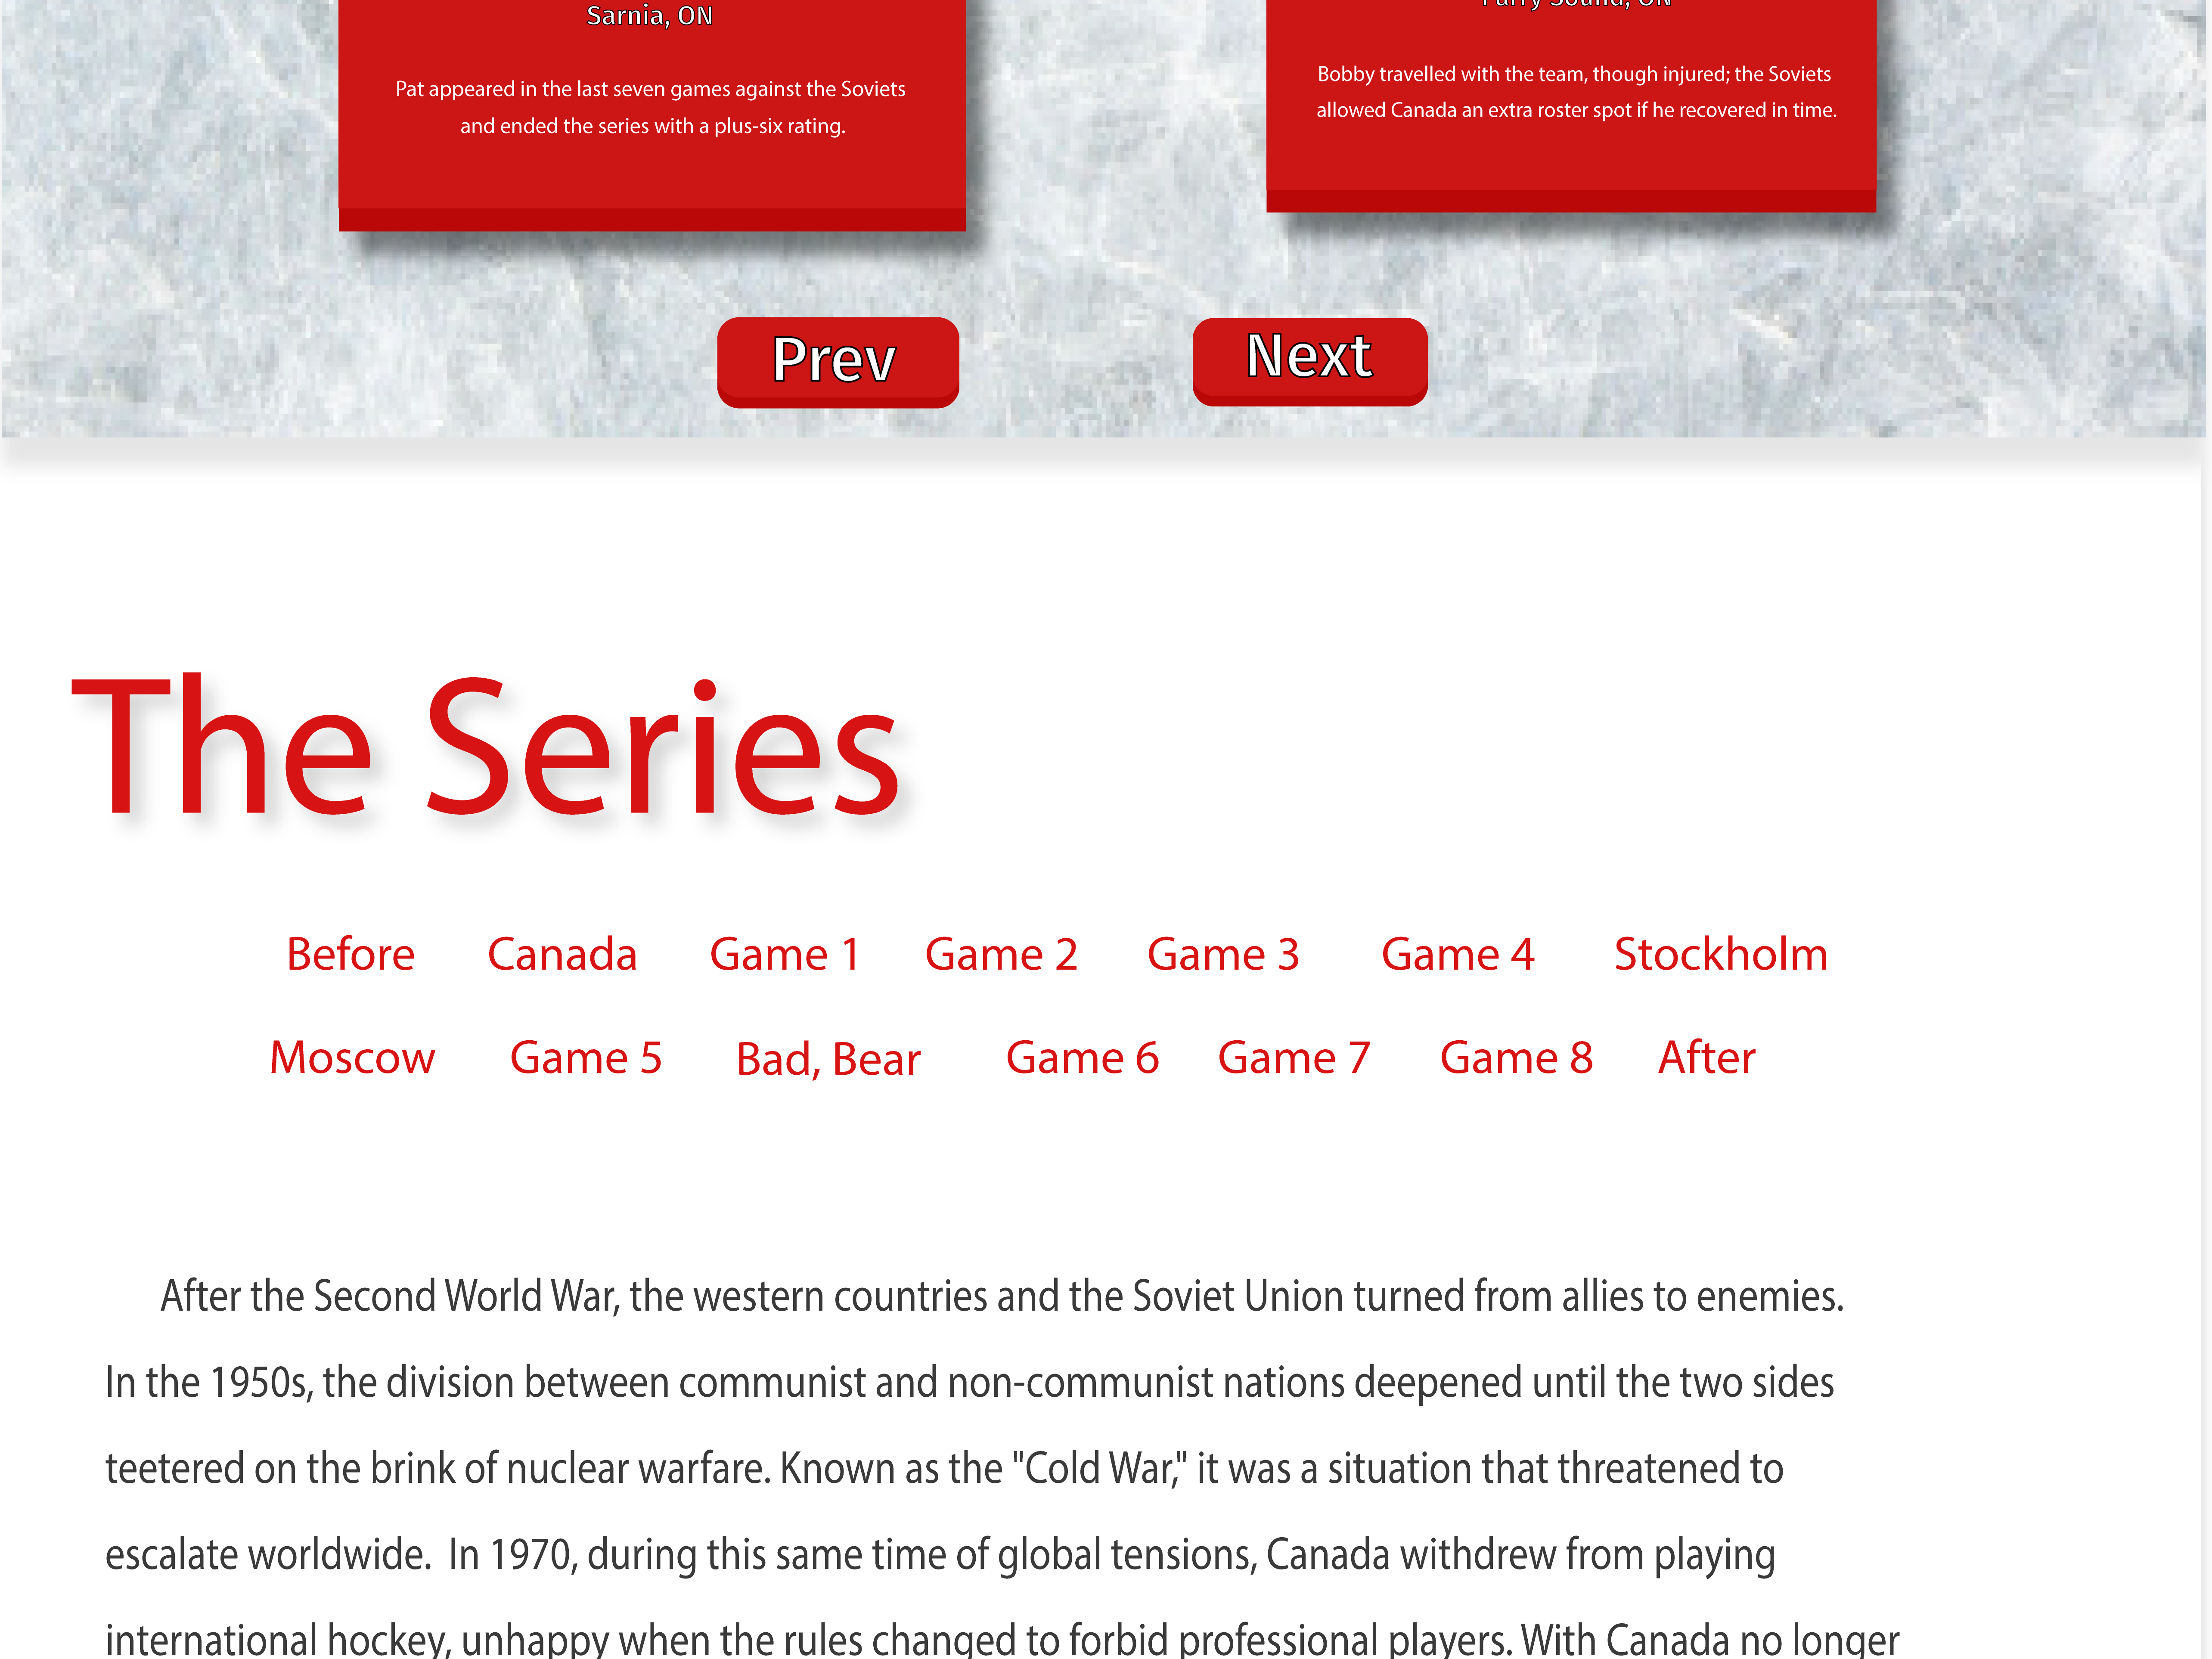 Sarnia, ON
Parry Sound, ON
Pat appeared in the last seven games against the Soviets
and ended the series with a plus-six rating.
Bobby travelled with the team, though injured; the Soviets
allowed Canada an extra roster spot if he recovered in time.
Prev
Next
The Series
Before Canada Game 1 Game 2 Game 3 Game 4 Stockholm
Moscow Game 5 Bad, Bear Game 6 Game 7 Game 8 After
After the Second World War, the western countries and the Soviet Union turned from allies to enemies.
In the 1950s, the division between communist and non-communist nations deepened until the two sides
teetered on the brink of nuclear warfare. Known as the "Cold War," it was a situation that threatened to
escalate worldwide.  In 1970, during this same time of global tensions, Canada withdrew from playing
international hockey, unhappy when the rules changed to forbid professional players. With Canada no longer